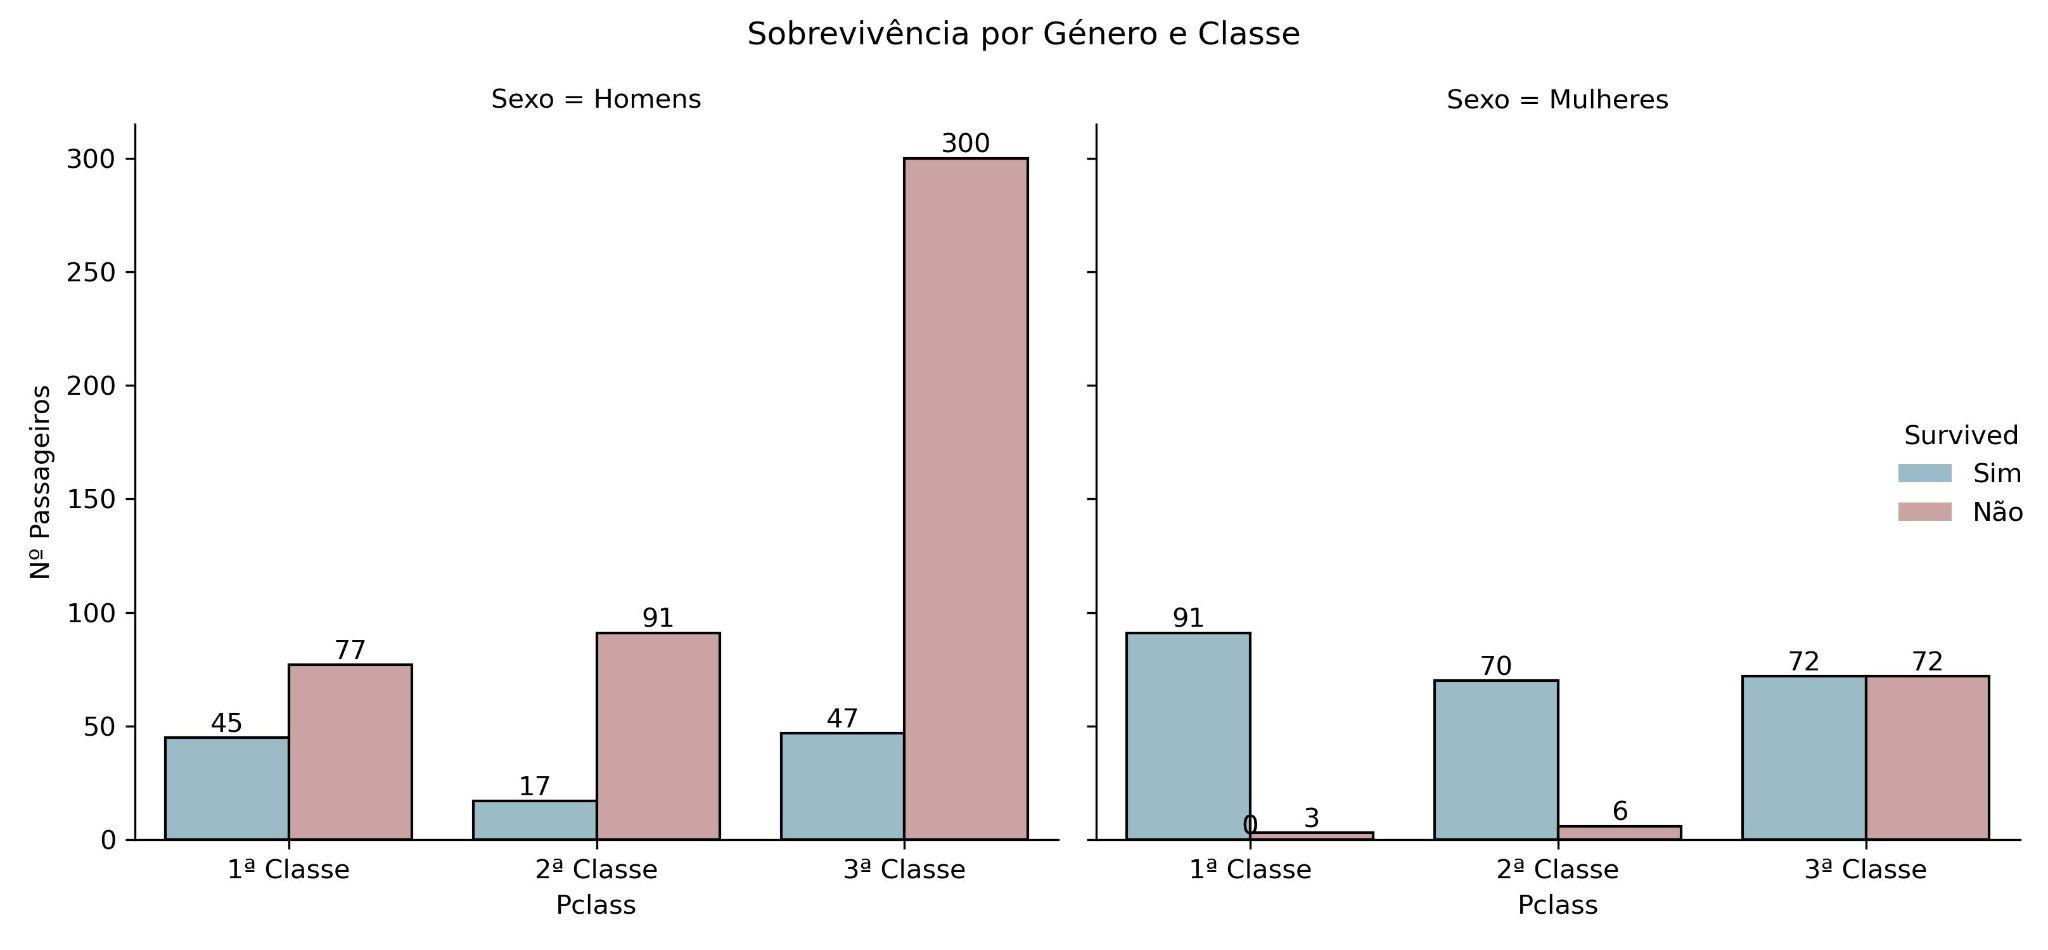 Sobrevivência por Género e Classe
Sexo = Homens
Nº Passageiros
300
250
200
150
100
50
0
45
77
17
91
47
300
1ª Classe
2ª Classe
3ª Classe
Pclass
Sexo = Mulheres
91
0
3
70
6
72
72
1ª Classe
2ª Classe
3ª Classe
Pclass
Survived
Sim
Não